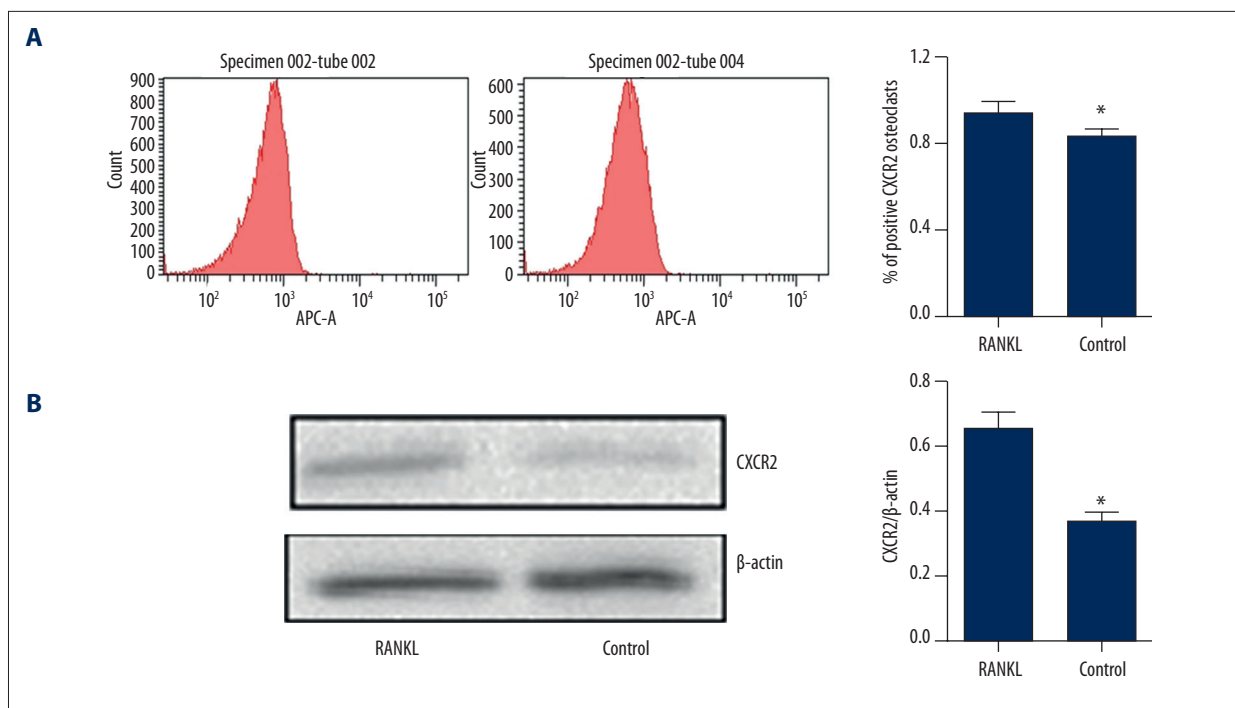 A
Specimen 002-tube 002
Count
900
800
700
600
500
400
300
200
100
0
10² 10³ 10⁴ 10⁵
APC-A
Specimen 002-tube 004
Count
600
500
400
300
200
100
0
10² 10³ 10⁴ 10⁵
APC-A
% of positive CXCR2 osteoclasts
1.2
0.8
0.4
0.0
*
RANKL Control
B
CXCR2
β-actin
RANKL Control
CXCR2/β-actin
0.8
0.6
0.4
0.2
0.0
*
RANKL Control